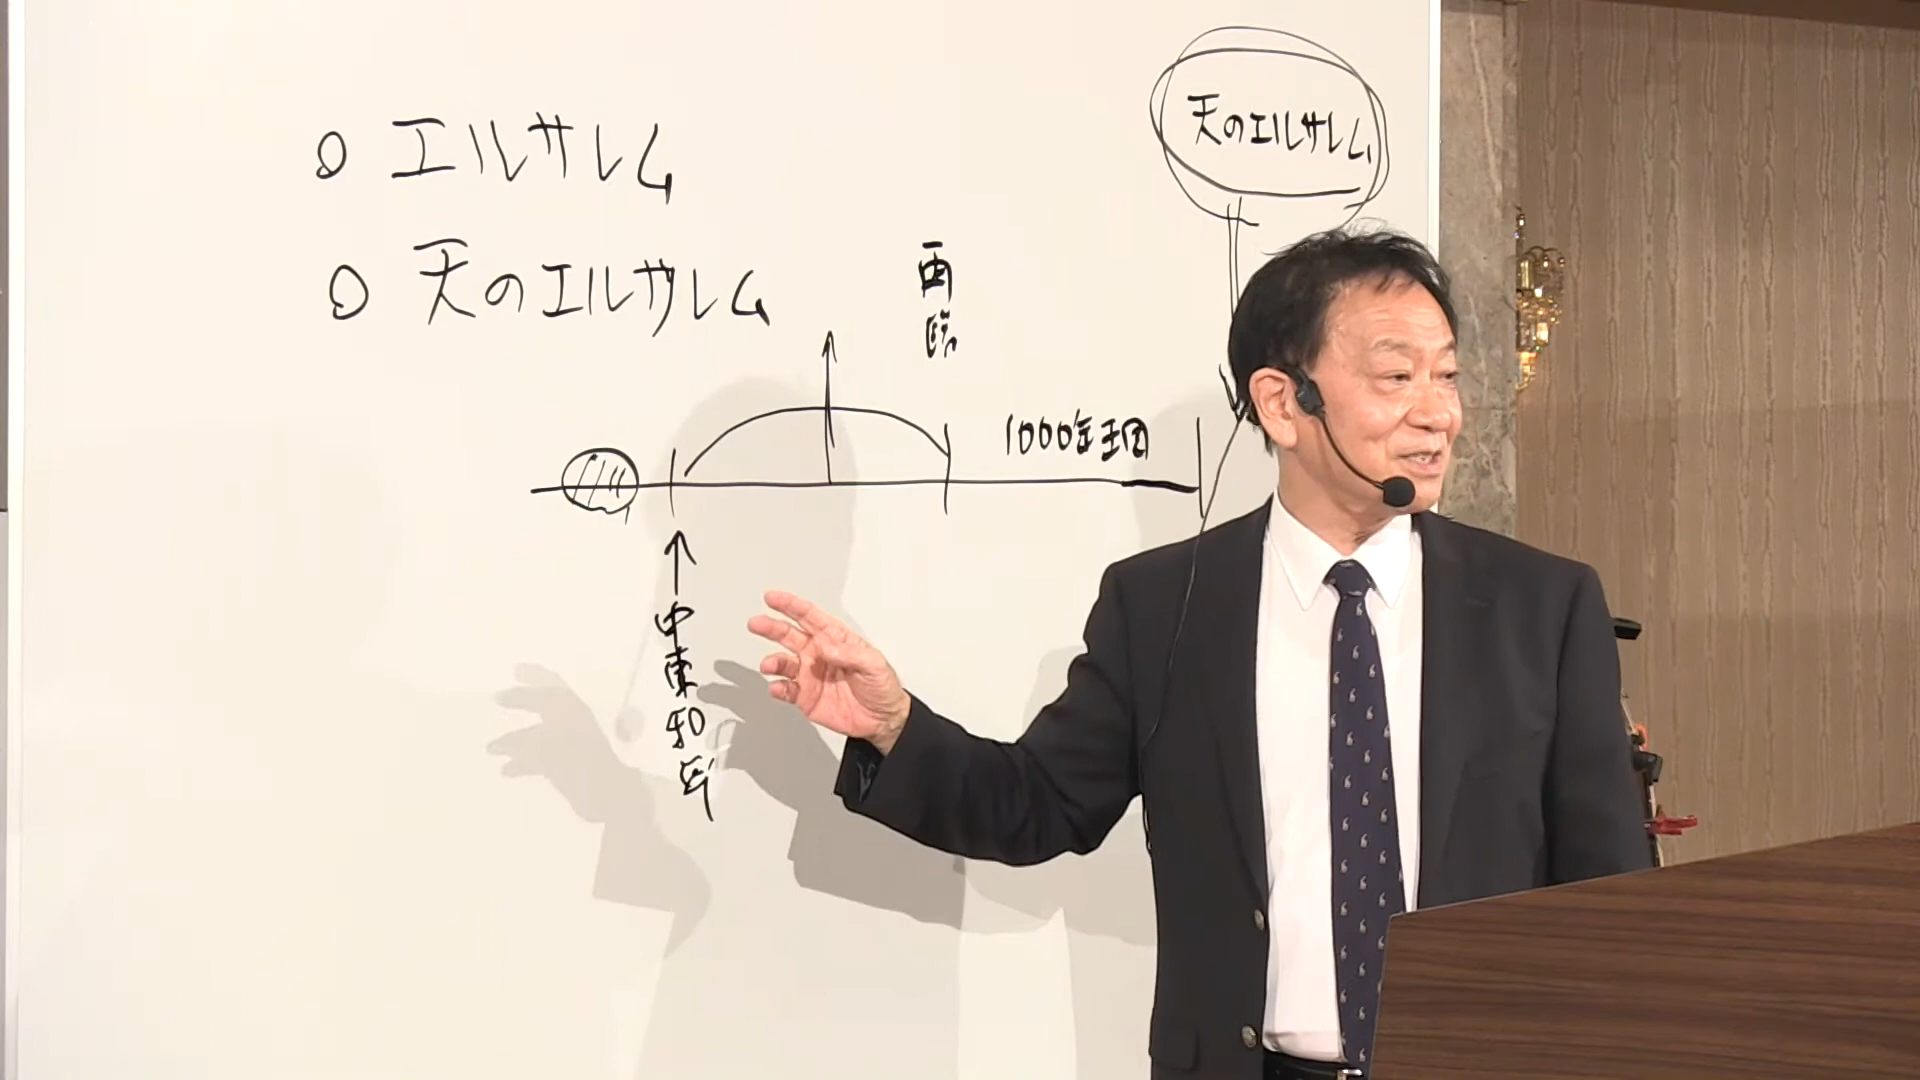 エルサレム
天のエルサレム
天のエルサレム
再臨
1000年王国
中東和平